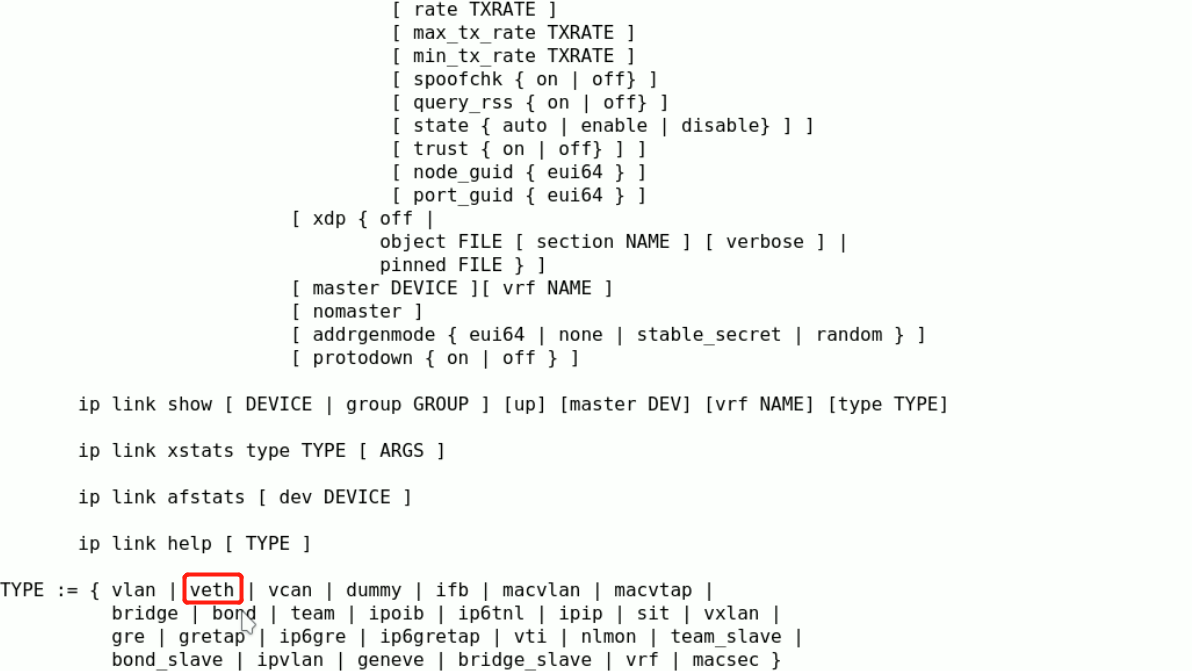 [ rate TXRATE ]
[ max_tx_rate TXRATE ]
[ min_tx_rate TXRATE ]
[ spoofchk { on | off} ]
[ query_rss { on | off} ]
[ state { auto | enable | disable} ] ]
[ trust { on | off} ] ]
[ node_guid { eui64 } ]
[ port_guid { eui64 } ]
[ xdp { off |
object FILE [ section NAME ] [ verbose ] |
pinned FILE } ]
[ master DEVICE ][ vrf NAME ]
[ nomaster ]
[ addrgenmode { eui64 | none | stable_secret | random } ]
[ protodown { on | off } ]
ip link show [ DEVICE | group GROUP ] [up] [master DEV] [vrf NAME] [type TYPE]
ip link xstats type TYPE [ ARGS ]
ip link afstats [ dev DEVICE ]
ip link help [ TYPE ]
TYPE := { vlan | veth | vcan | dummy | ifb | macvlan | macvtap |
bridge | bond | team | ipoib | ip6tnl | ipip | sit | vxlan |
gre | gretap | ip6gre | ip6gretap | vti | nlmon | team_slave |
bond_slave | ipvlan | geneve | bridge_slave | vrf | macsec }